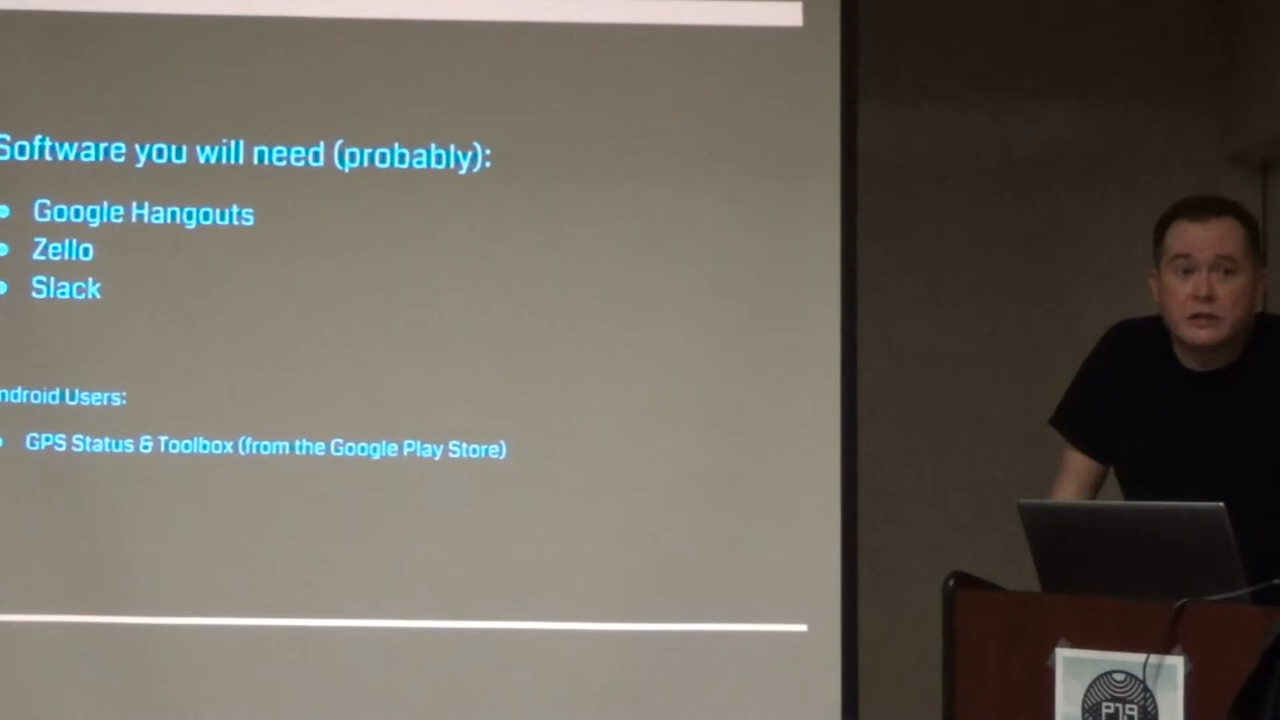 Software you will need (probably):
Google Hangouts
Zello
Slack
ndroid Users:
GPS Status & Toolbox (from the Google Play Store)
P19